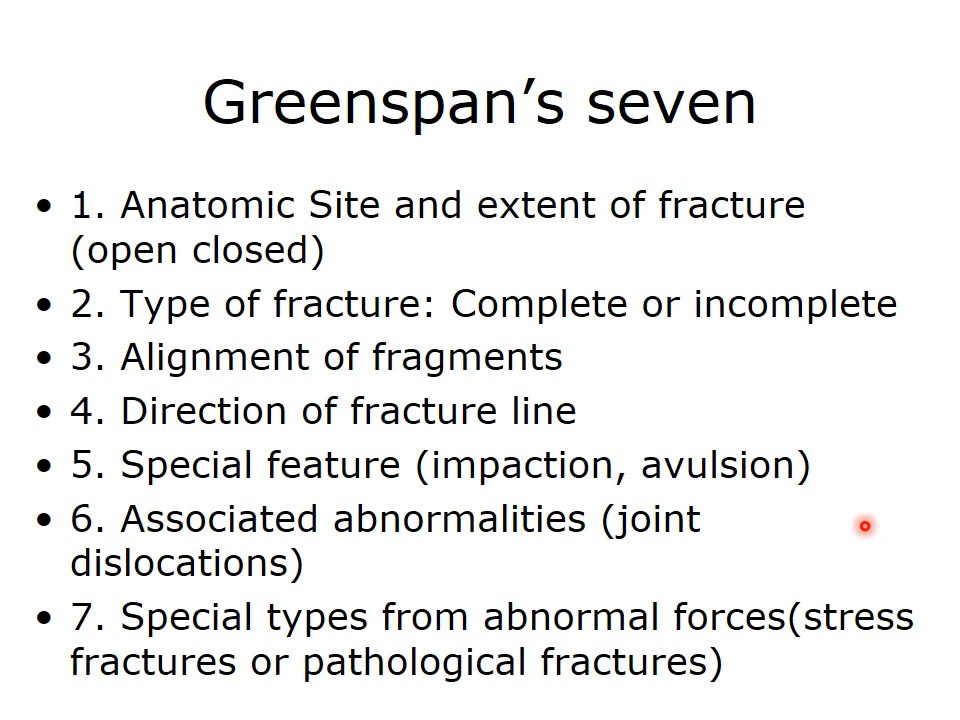 Greenspan’s seven
• 1. Anatomic Site and extent of fracture
(open closed)
• 2. Type of fracture: Complete or incomplete
• 3. Alignment of fragments
• 4. Direction of fracture line
• 5. Special feature (impaction, avulsion)
• 6. Associated abnormalities (joint
dislocations)
• 7. Special types from abnormal forces(stress
fractures or pathological fractures)